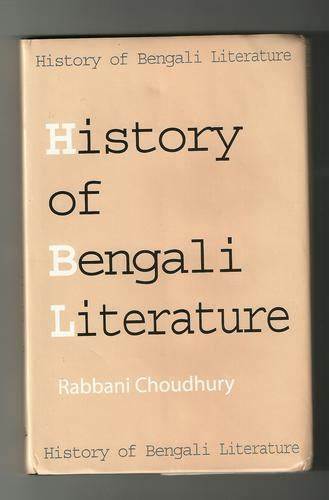 History of Bengali Literature
History
of
Bengali
Literature
Rabbani Choudhury
History of Bengali Literature